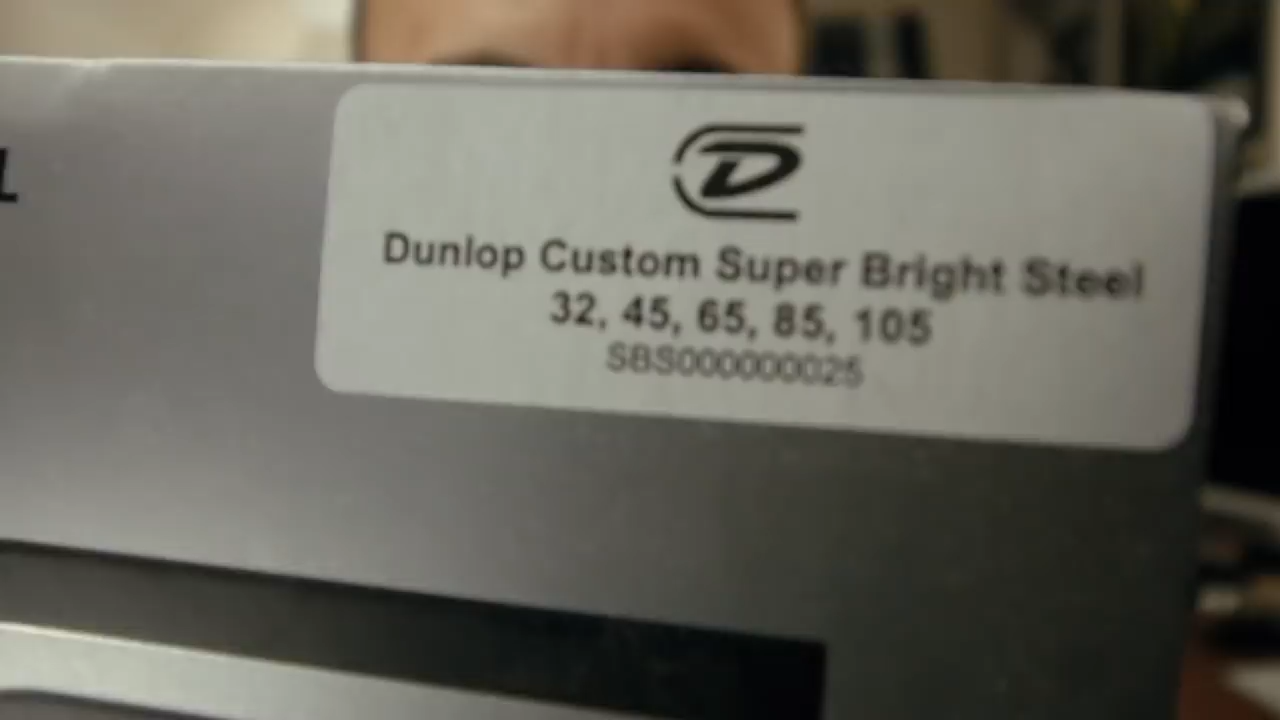 D
Dunlop Custom Super Bright Steel
32, 45, 65, 85, 105
SBS000000025